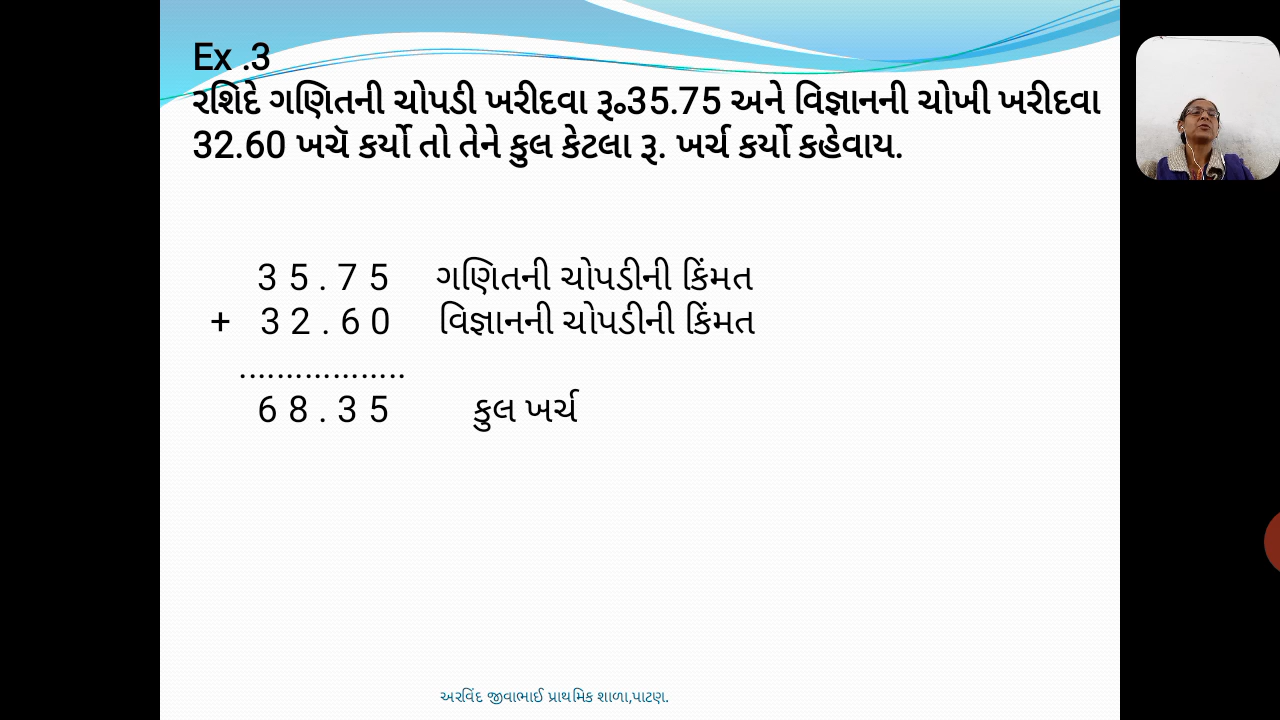 Ex .3
રશિદે ગણિતની ચોપડી ખરીદવા રૂ૰35.75 અને વિજ્ઞાનની ચોખી ખરીદવા
32.60 ખચૅ કર્યો તો તેને કુલ કેટલા રૂ. ખર્ચ કર્યો કહેવાય.
3 5 . 7 5 ગણિતની ચોપડીની કિંમત
+ 3 2 . 6 0 વિજ્ઞાનની ચોપડીની કિંમત
..................
6 8 . 3 5 કુલ ખર્ચ
અરવિંદ જીવાભાઈ પ્રાથમિક શાળા,પાટણ.